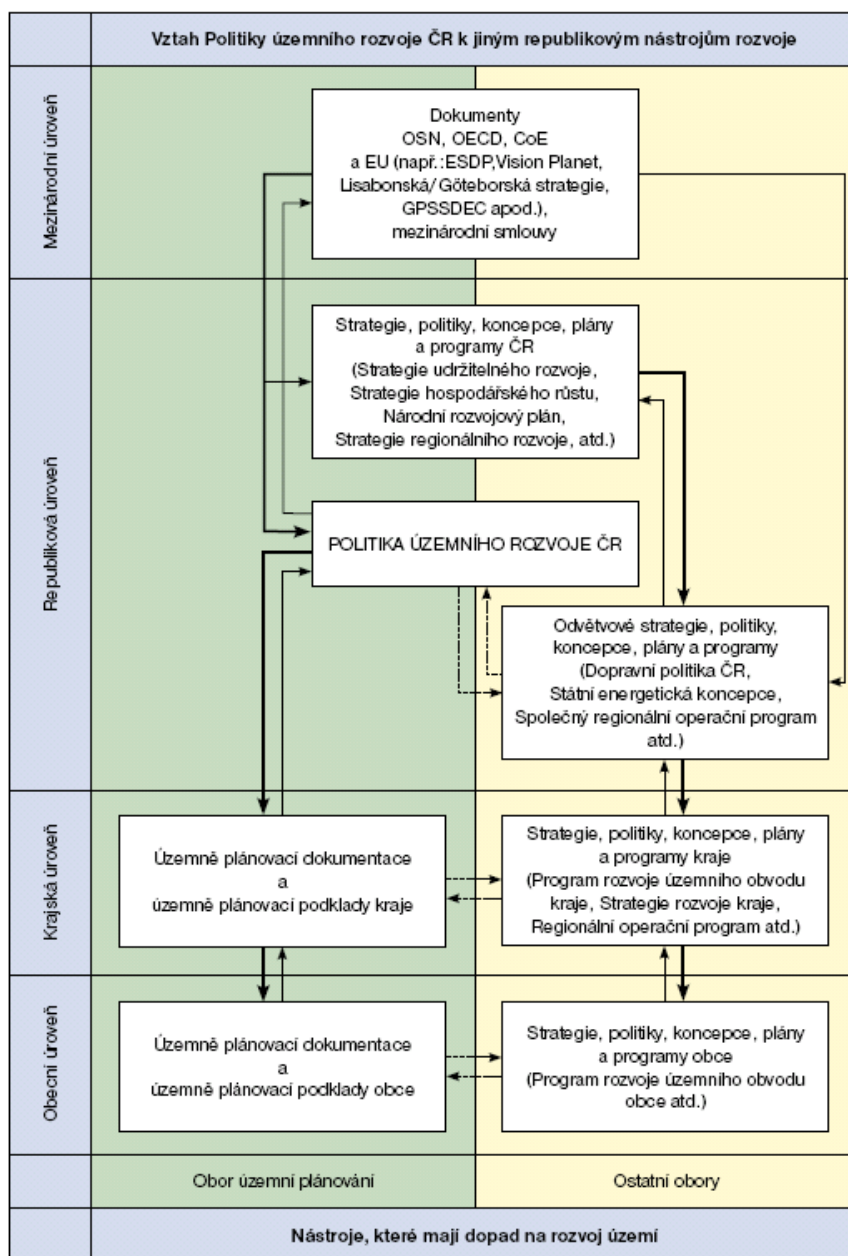 Vztah Politiky územního rozvoje ČR k jiným republikovým nástrojům rozvoje
Mezinárodní úroveň
Dokumenty
OSN, OECD, CoE
a EU (např.:ESDP,Vision Planet,
Lisabonská/Göteborská strategie,
GPSSDEC apod.),
mezinárodní smlouvy
Republiková úroveň
Strategie, politiky, koncepce, plány
a programy ČR
(Strategie udržitelného rozvoje,
Strategie hospodářského růstu,
Národní rozvojový plán,
Strategie regionálního rozvoje, atd.)
POLITIKA ÚZEMNÍHO ROZVOJE ČR
Odvětvové strategie, politiky,
koncepce, plány a programy
(Dopravní politika ČR,
Státní energetická koncepce,
Společný regionální operační program
atd.)
Krajská úroveň
Územně plánovací dokumentace
a
územně plánovací podklady kraje
Strategie, politiky, koncepce, plány
a programy kraje
(Program rozvoje územního obvodu
kraje, Strategie rozvoje kraje,
Regionální operační program atd.)
Obecní úroveň
Územně plánovací dokumentace
a
územně plánovací podklady obce
Strategie, politiky, koncepce, plány
a programy obce
(Program rozvoje územního obvodu
obce atd.)
Obor územní plánování
Ostatní obory
Nástroje, které mají dopad na rozvoj území